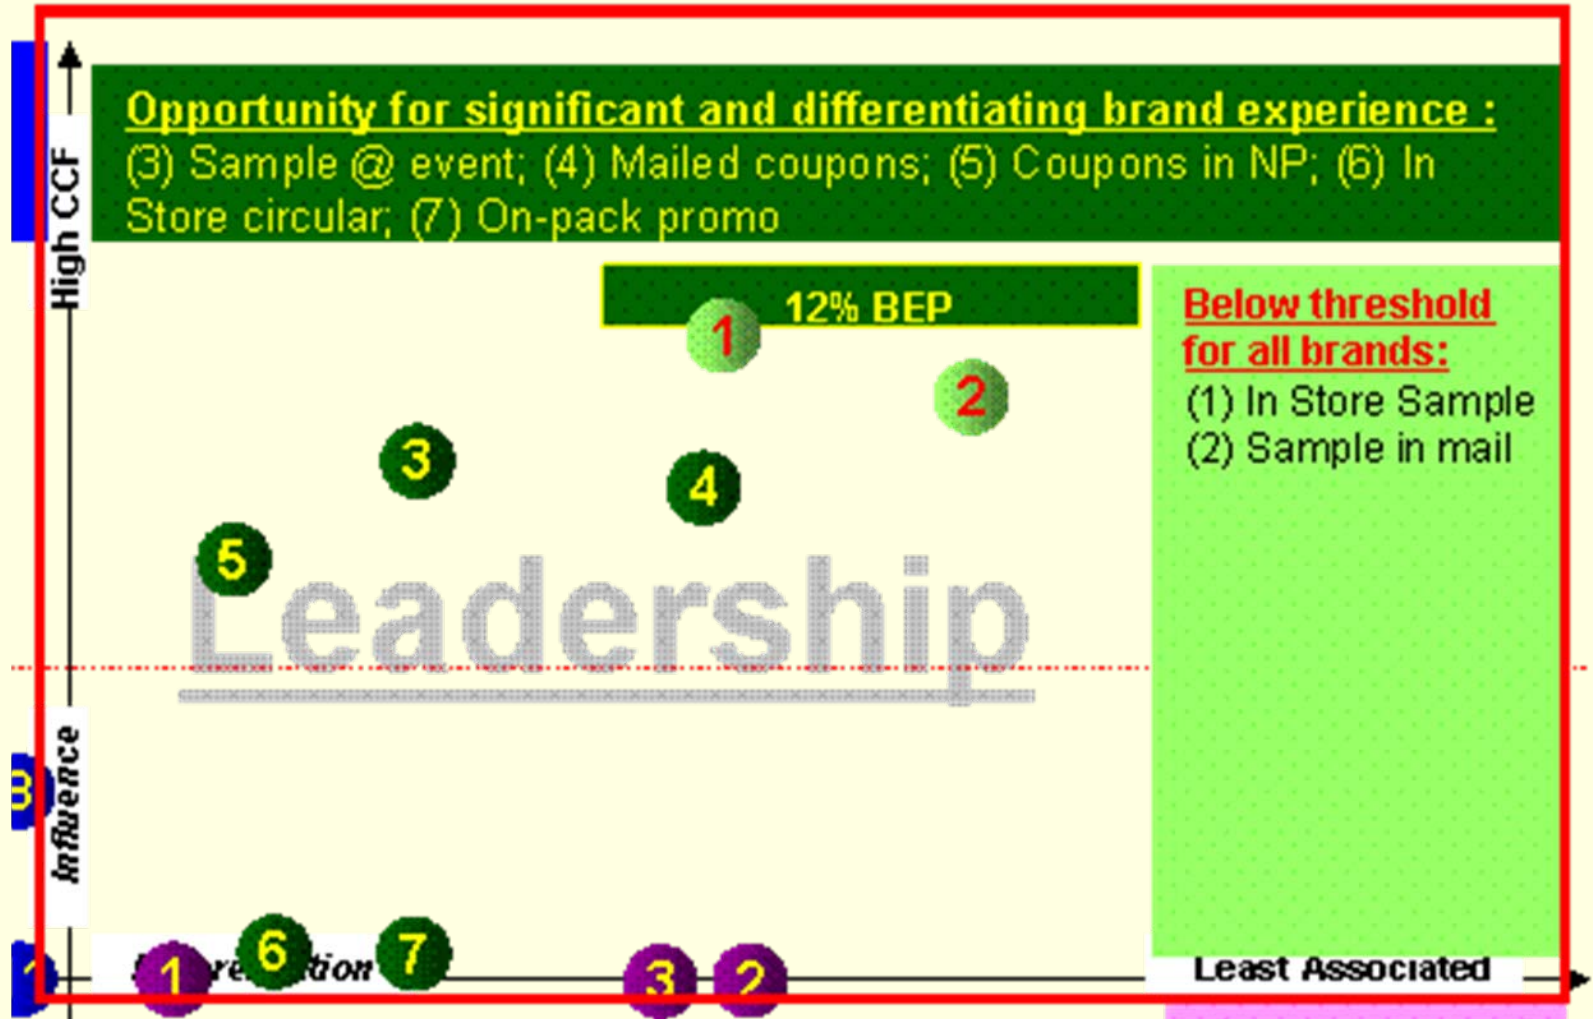 Opportunity for significant and differentiating brand experience :
(3) Sample @ event; (4) Mailed coupons; (5) Coupons in NP; (6) In
Store circular; (7) On-pack promo
High CCF
12% BEP
Below threshold
for all brands:
(1) In Store Sample
(2) Sample in mail
1
2
3
4
5
Leadership
Influence
3
6
7
1
3
2
Least Associated